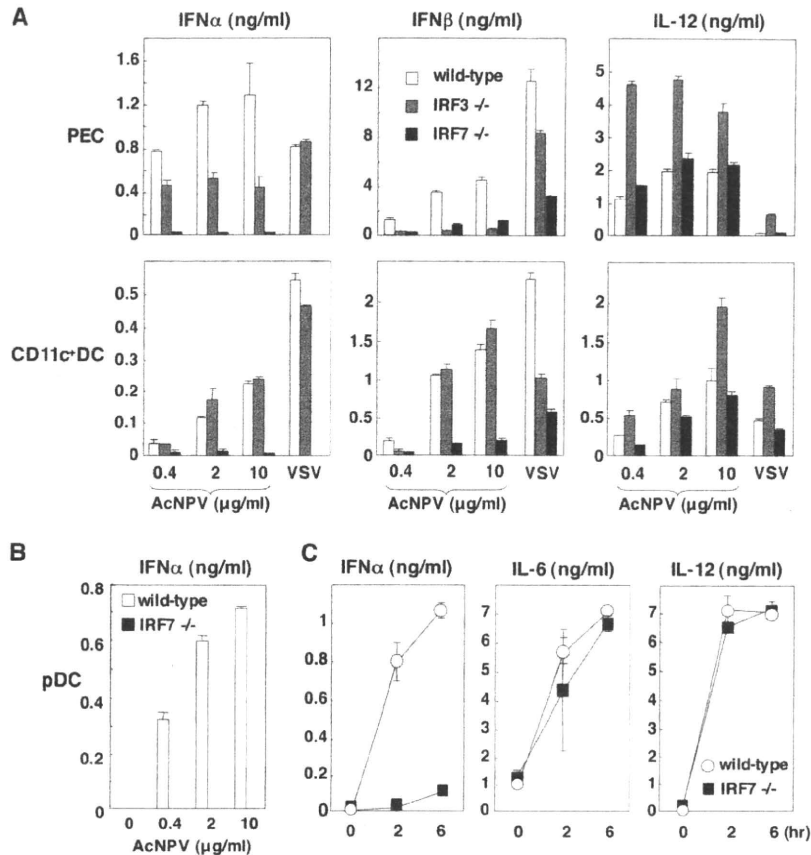 A
IFNα (ng/ml)
IFNβ (ng/ml)
IL-12 (ng/ml)
PEC
1.6
1.2
0.8
0.4
0
12
8
4
0
wild-type
IRF3 -/-
IRF7 -/-
5
4
3
2
1
0
CD11c+DC
0.5
0.4
0.3
0.2
0.1
0
2
1.5
1
0.5
0
2
1.5
1
0.5
0
0.4 2 10 VSV
AcNPV (µg/ml)
0.4 2 10 VSV
AcNPV (µg/ml)
0.4 2 10 VSV
AcNPV (µg/ml)
B
IFNα (ng/ml)
pDC
0.8
0.6
0.4
0.2
0
wild-type
IRF7 -/-
0 0.4 2 10
AcNPV (µg/ml)
C
IFNα (ng/ml)
IL-6 (ng/ml)
IL-12 (ng/ml)
1
0.8
0.6
0.4
0.2
0
0 2 6
7
6
5
4
3
2
1
0
0 2 6
7
6
5
4
3
2
1
0
wild-type
IRF7 -/-
0 2 6 (hr)